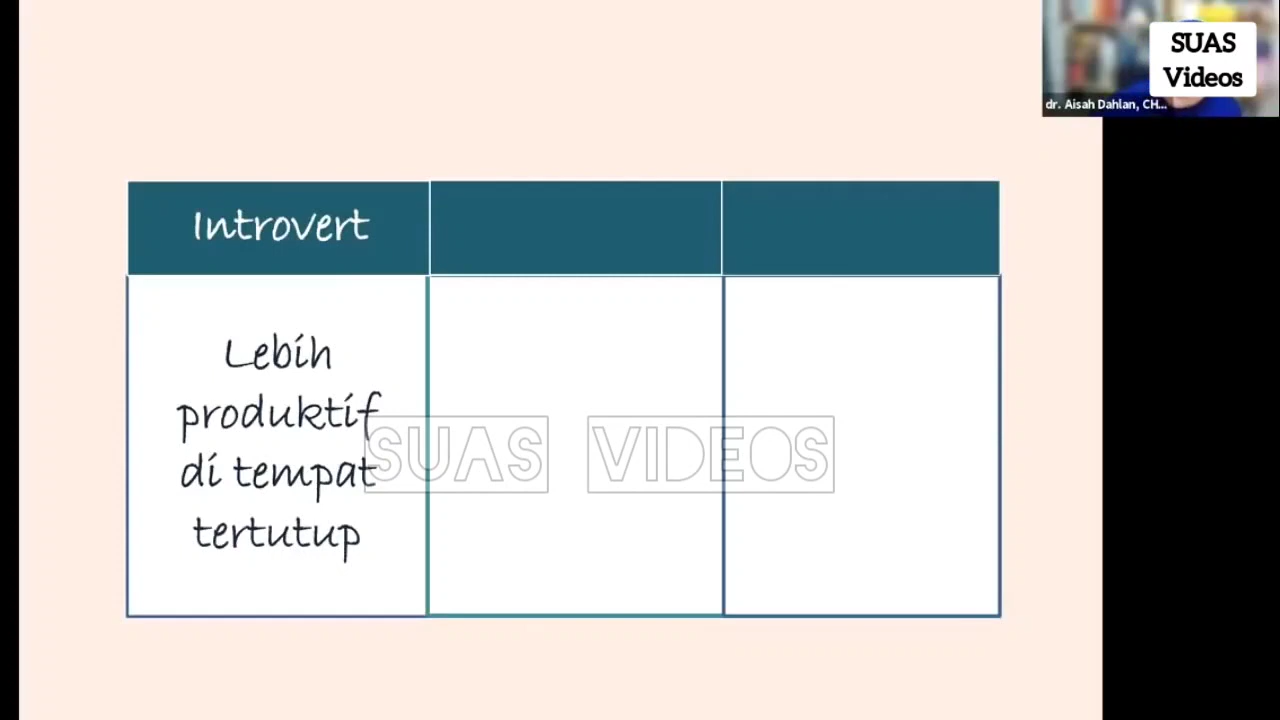 SUAS
Videos
dr. Aisah Dahlan, CH...
Introvert
Lebih
produktif
di tempat
tertutup
SUAS VIDEOS